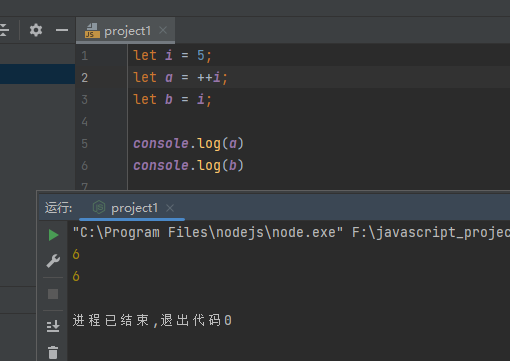 JS project1
1 let i = 5;
2 let a = ++i;
3 let b = i;
4
5 console.log(a)
6 console.log(b)
7
运行: project1
"C:\Program Files\nodejs\node.exe" F:\javascript_projec
6
6
进程已结束,退出代码0